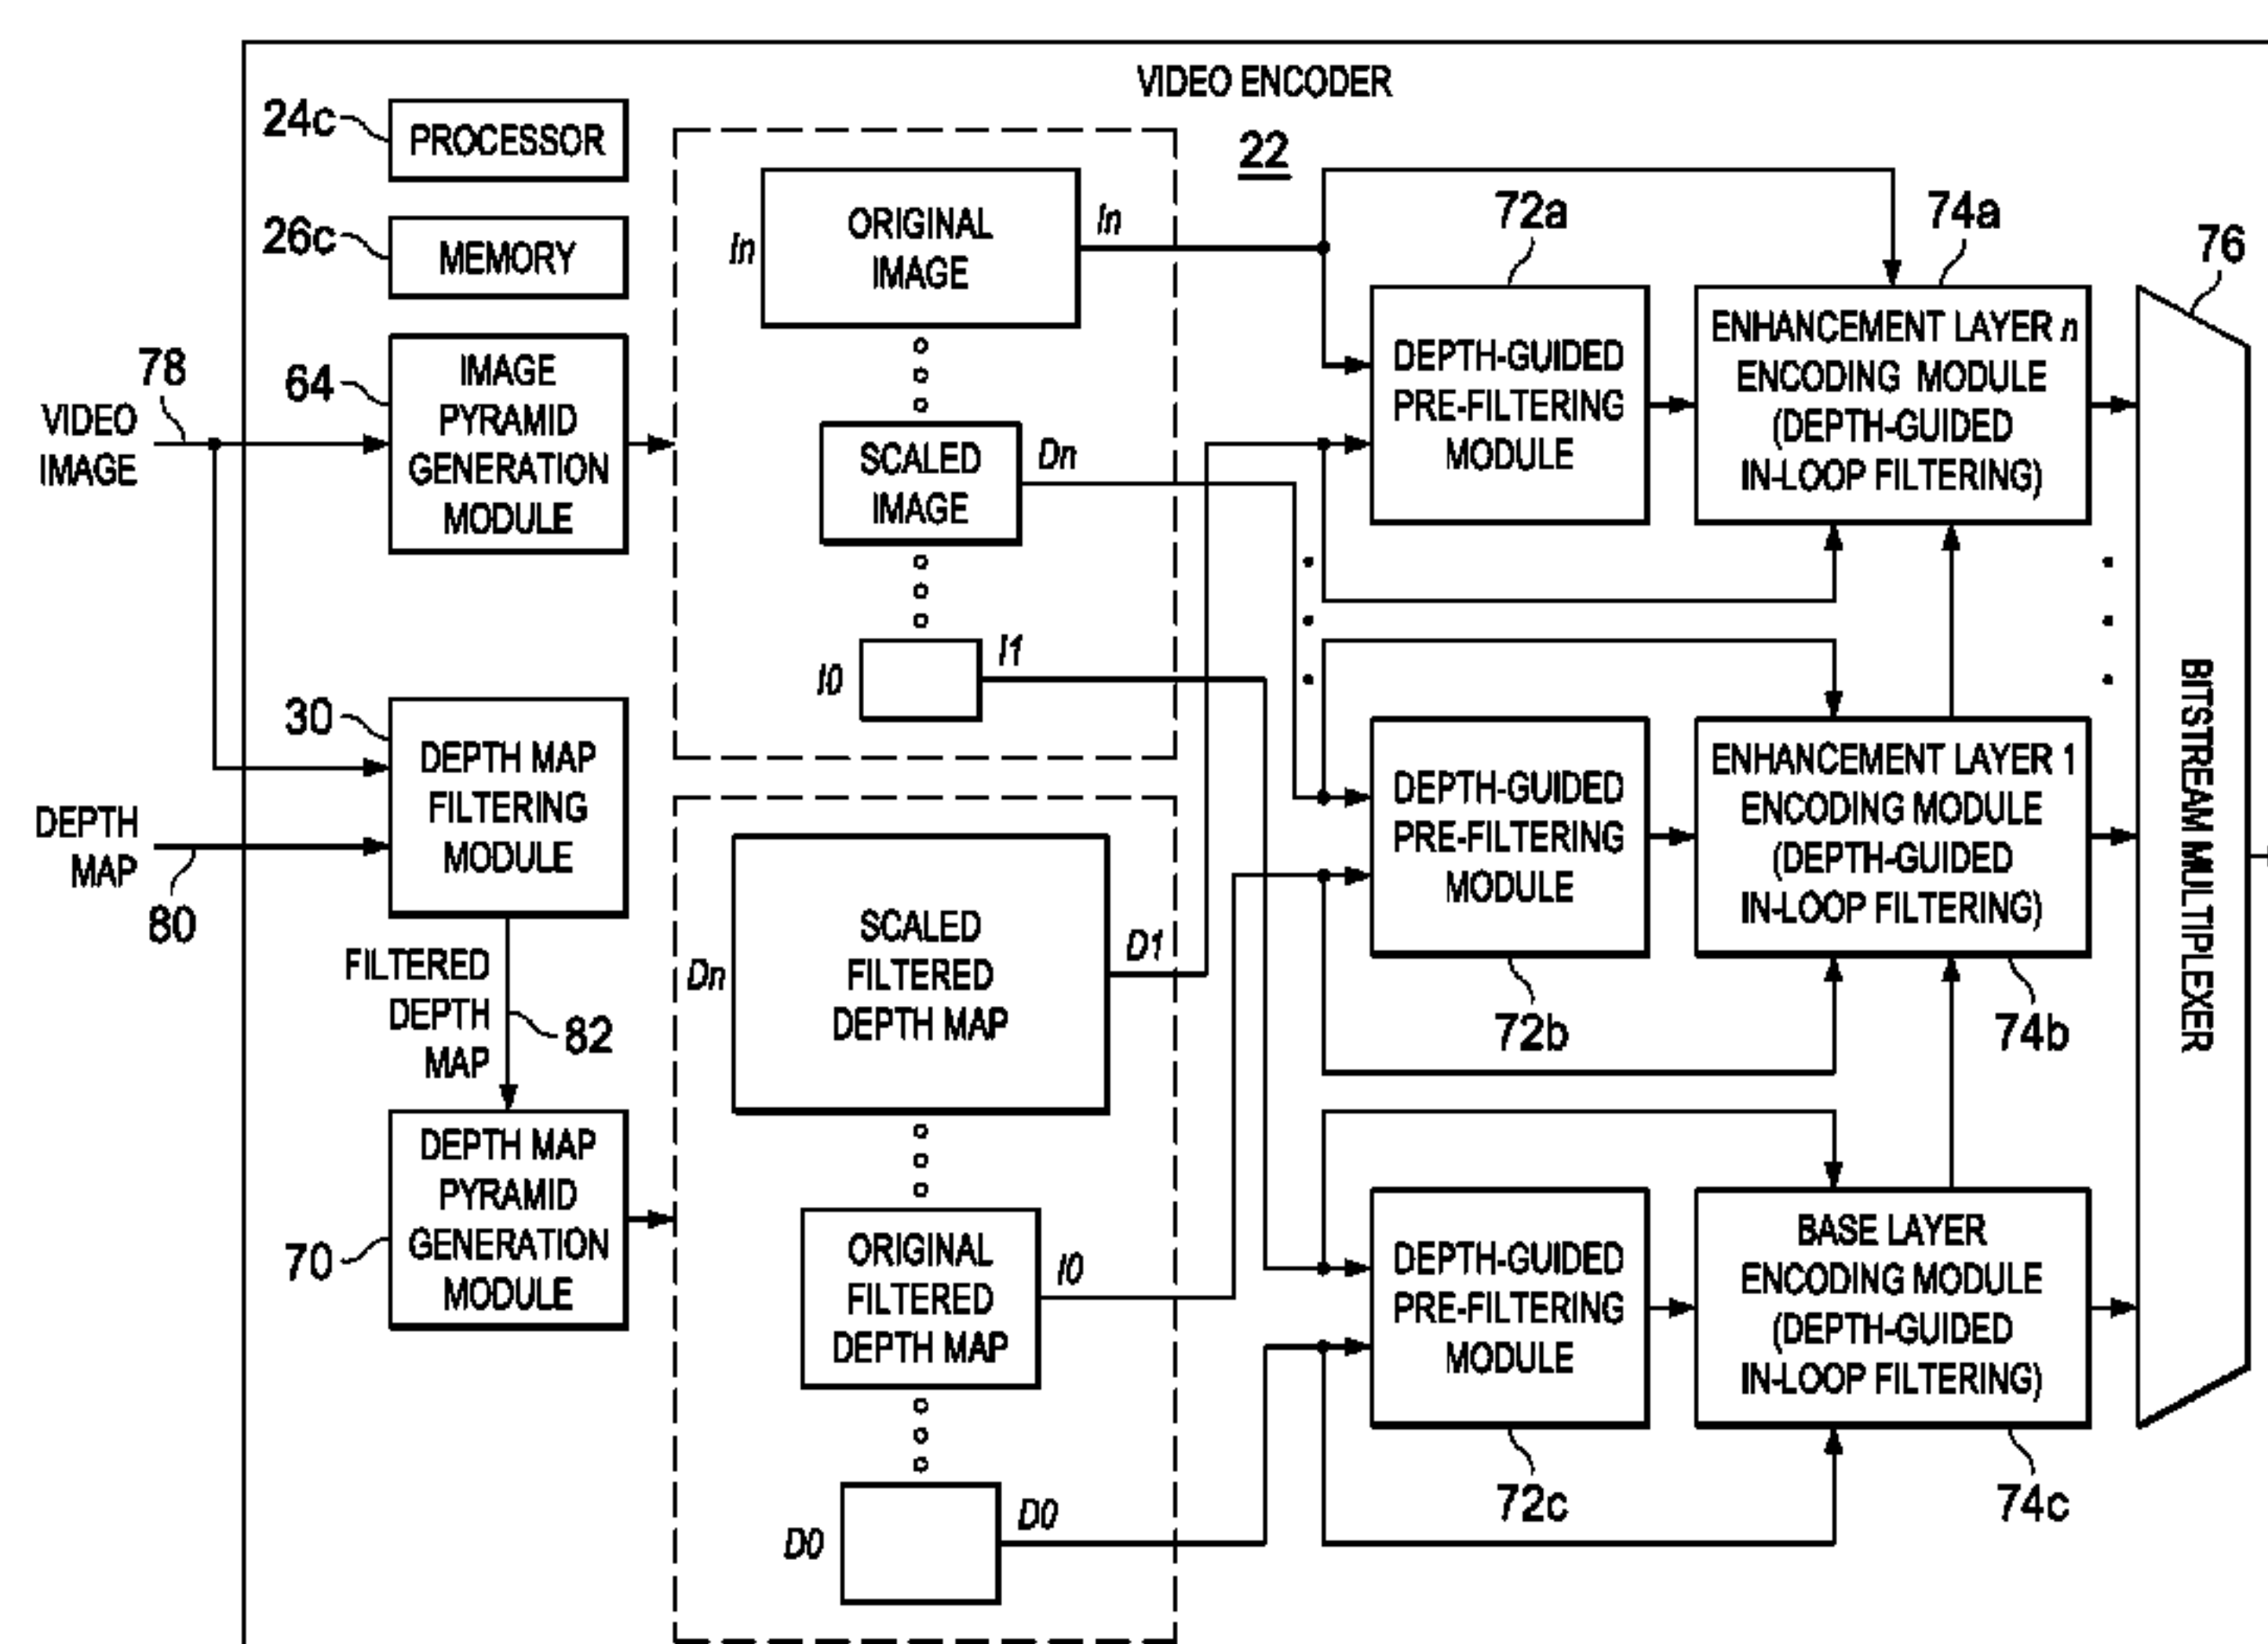 VIDEO ENCODER
22
24c
PROCESSOR
26c
MEMORY
78
VIDEO
IMAGE
64
IMAGE
PYRAMID
GENERATION
MODULE
30
DEPTH MAP
FILTERING
MODULE
DEPTH
MAP
80
FILTERED
DEPTH
MAP
82
70
DEPTH MAP
PYRAMID
GENERATION
MODULE
In
ORIGINAL
IMAGE
In
SCALED
IMAGE
Dn
I0
I1
Dn
SCALED
FILTERED
DEPTH MAP
D1
ORIGINAL
FILTERED
DEPTH MAP
I0
D0
D0
72a
DEPTH-GUIDED
PRE-FILTERING
MODULE
74a
ENHANCEMENT LAYER n
ENCODING MODULE
(DEPTH-GUIDED
IN-LOOP FILTERING)
DEPTH-GUIDED
PRE-FILTERING
MODULE
72b
ENHANCEMENT LAYER 1
ENCODING MODULE
(DEPTH-GUIDED
IN-LOOP FILTERING)
74b
DEPTH-GUIDED
PRE-FILTERING
MODULE
72c
BASE LAYER
ENCODING MODULE
(DEPTH-GUIDED
IN-LOOP FILTERING)
74c
76
BITSTREAM MULTIPLEXER